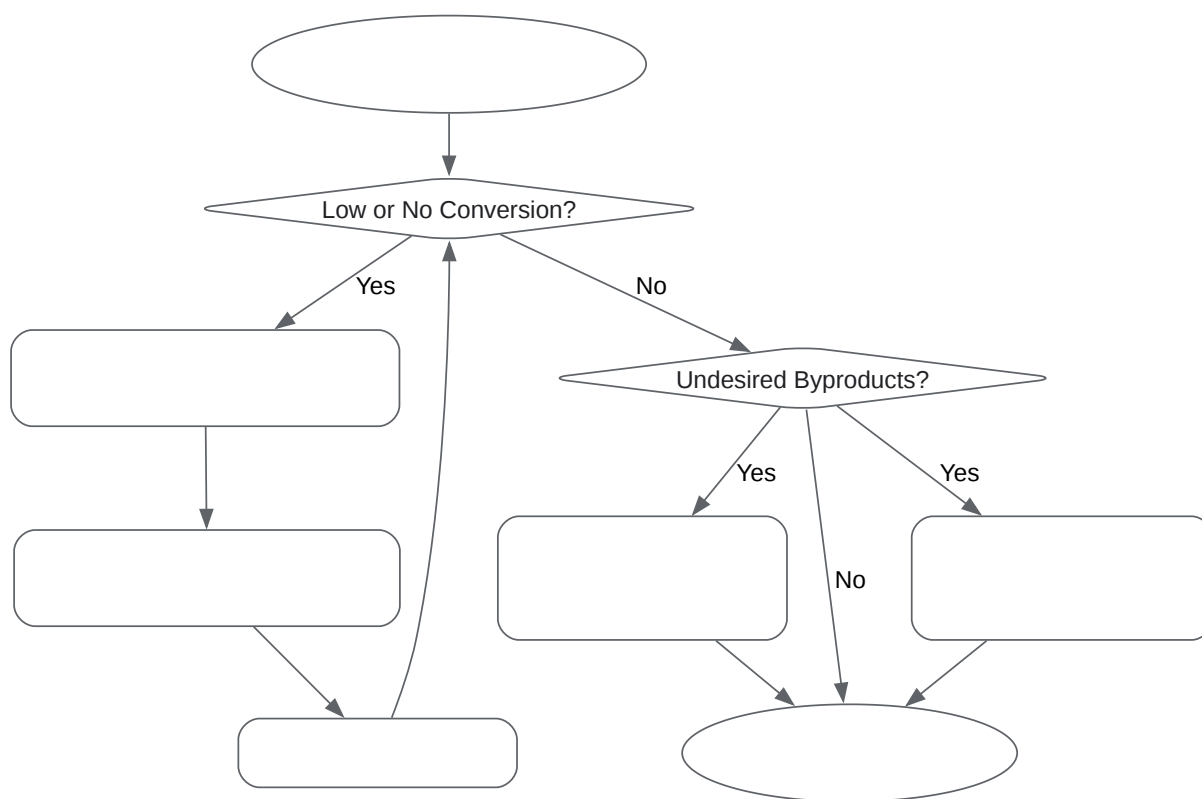 Low or No Conversion?
Yes
No
Undesired Byproducts?
Yes
Yes
No